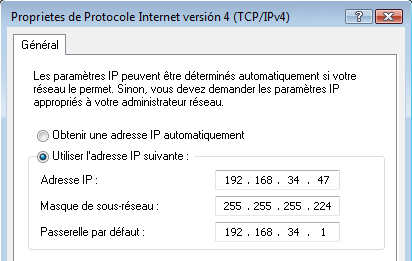 Proprietes de Protocole Internet versión 4 (TCP/IPv4)
Général
Les paramètres IP peuvent être déterminés automatiquement si votre
réseau le permet. Sinon, vous devez demander les paramètres IP
appropriés à votre administrateur réseau.
Obtenir une adresse IP automatiquement
Utiliser l'adresse IP suivante :
Adresse IP : 192 . 168 . 34 . 47
Masque de sous-réseau : 255 . 255 . 255 . 224
Passerelle par défaut : 192 . 168 . 34 . 1